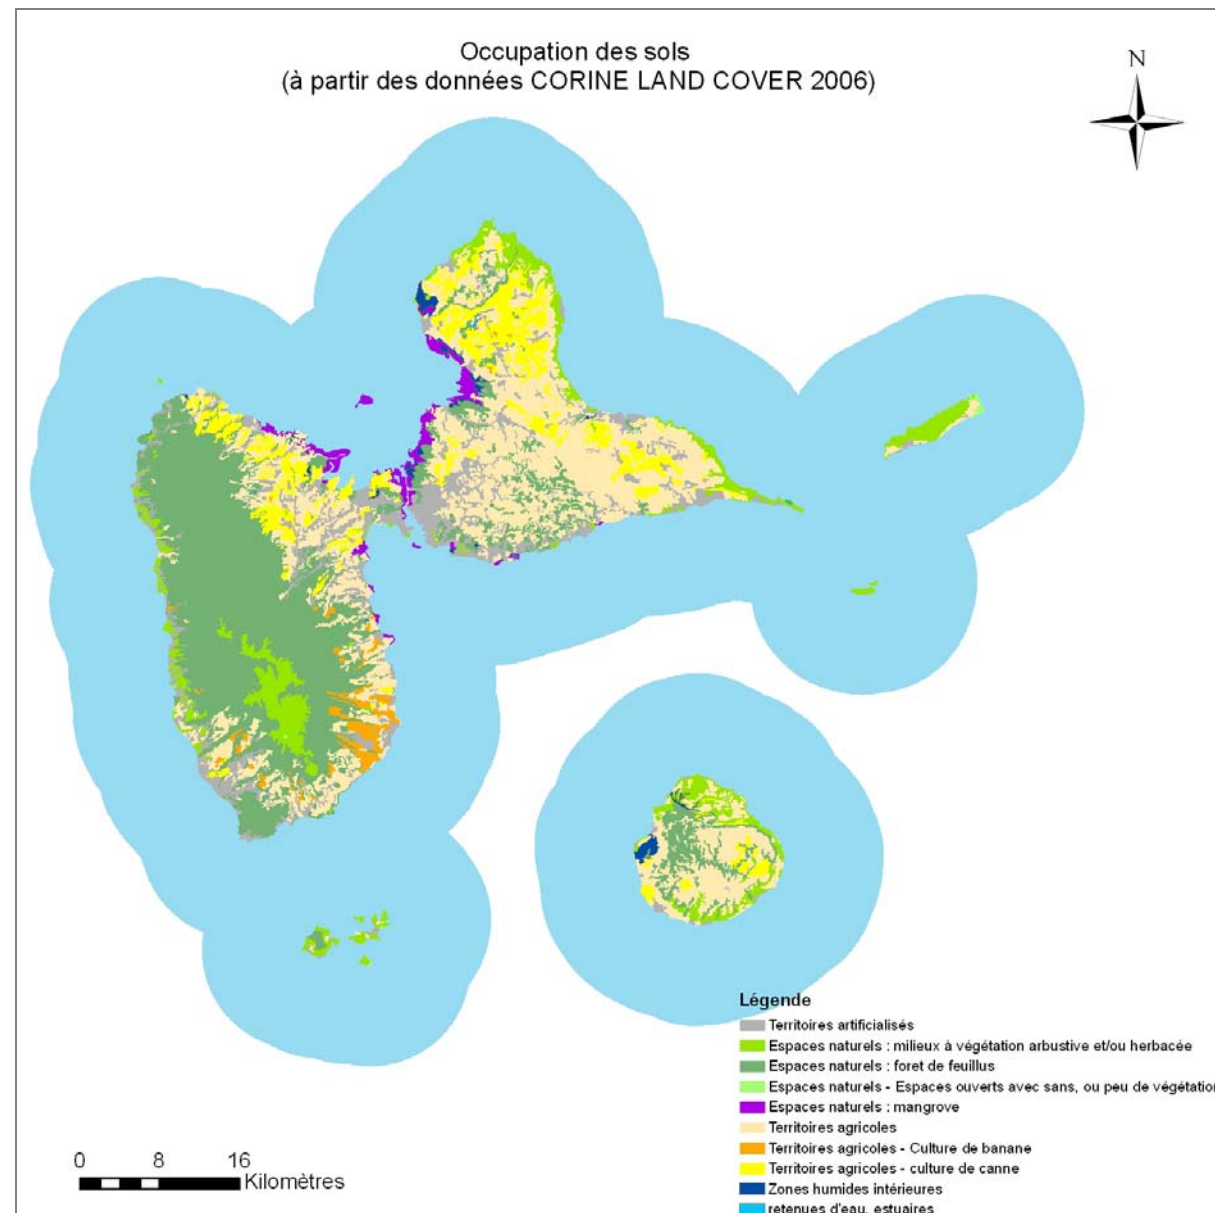 Occupation des sols
(à partir des données CORINE LAND COVER 2006)
N
Légende
Territoires artificialisés
Espaces naturels : milieux à végétation arbustive et/ou herbacée
Espaces naturels : foret de feuillus
Espaces naturels - Espaces ouverts avec sans, ou peu de végétation
Espaces naturels : mangrove
Territoires agricoles
Territoires agricoles - Culture de banane
Territoires agricoles - culture de canne
Zones humides intérieures
retenues d'eau, estuaires
0 8 16
Kilomètres